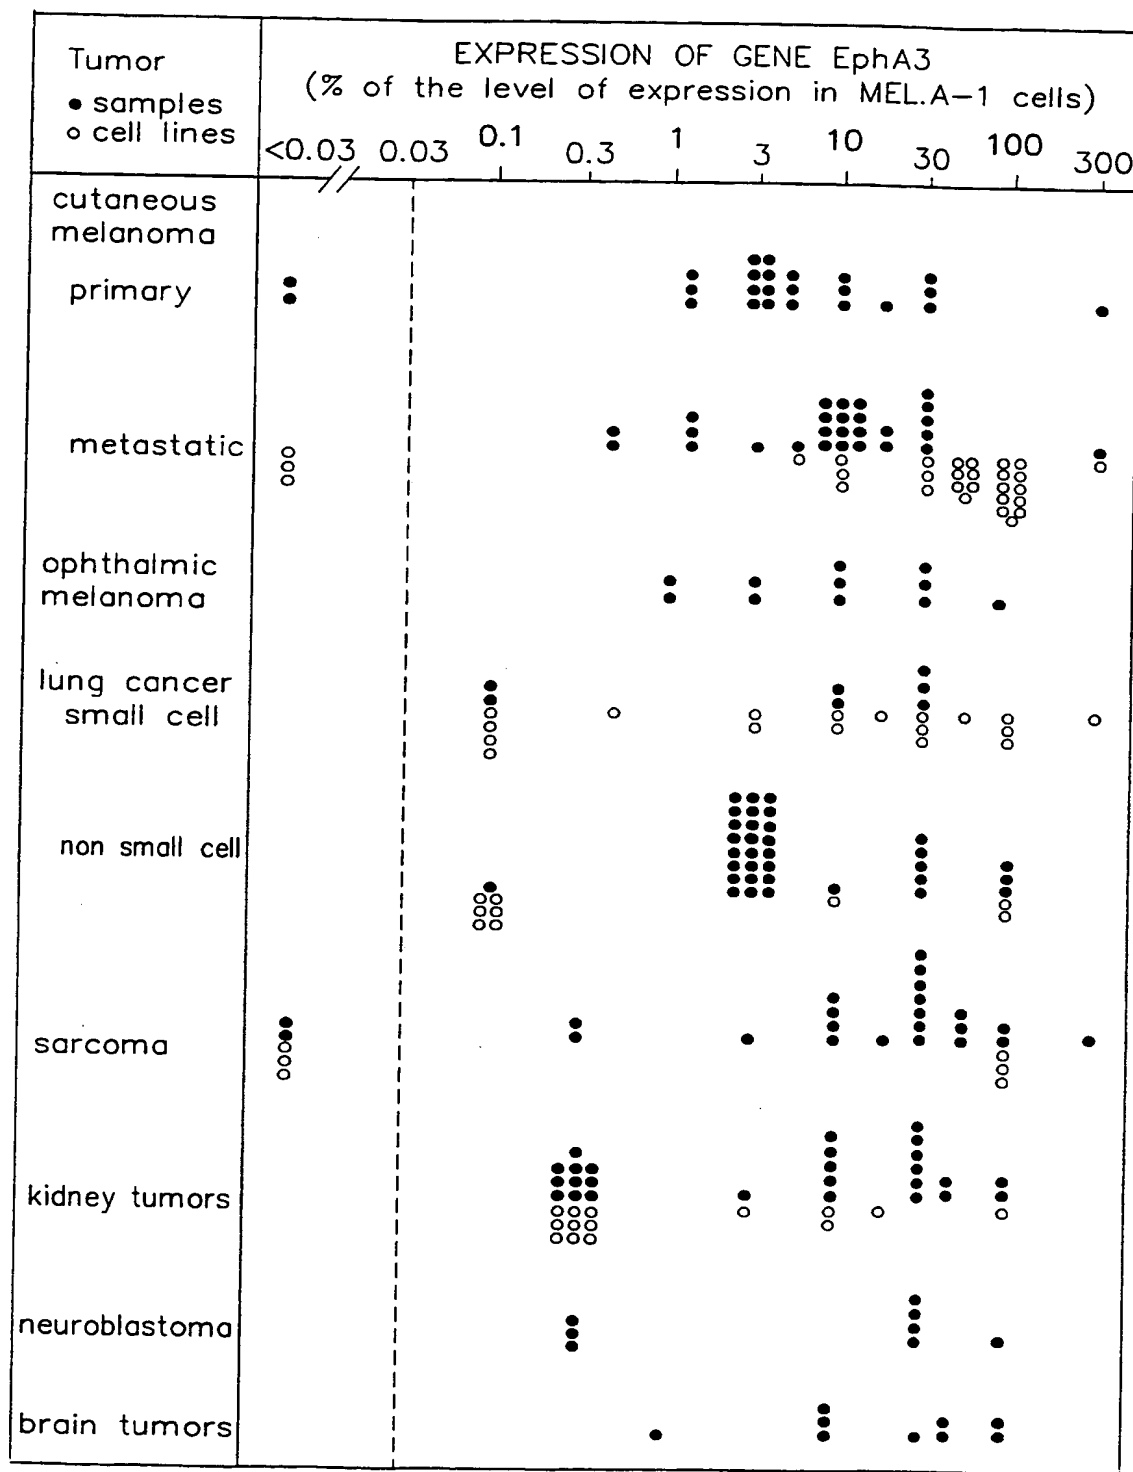 Tumor
● samples
○ cell lines
EXPRESSION OF GENE EphA3
(% of the level of expression in MEL.A-1 cells)
<0.03 0.03 0.1 0.3 1 3 10 30 100 300
cutaneous
melanoma
primary
metastatic
ophthalmic
melanoma
lung cancer
small cell
non small cell
sarcoma
kidney tumors
neuroblastoma
brain tumors